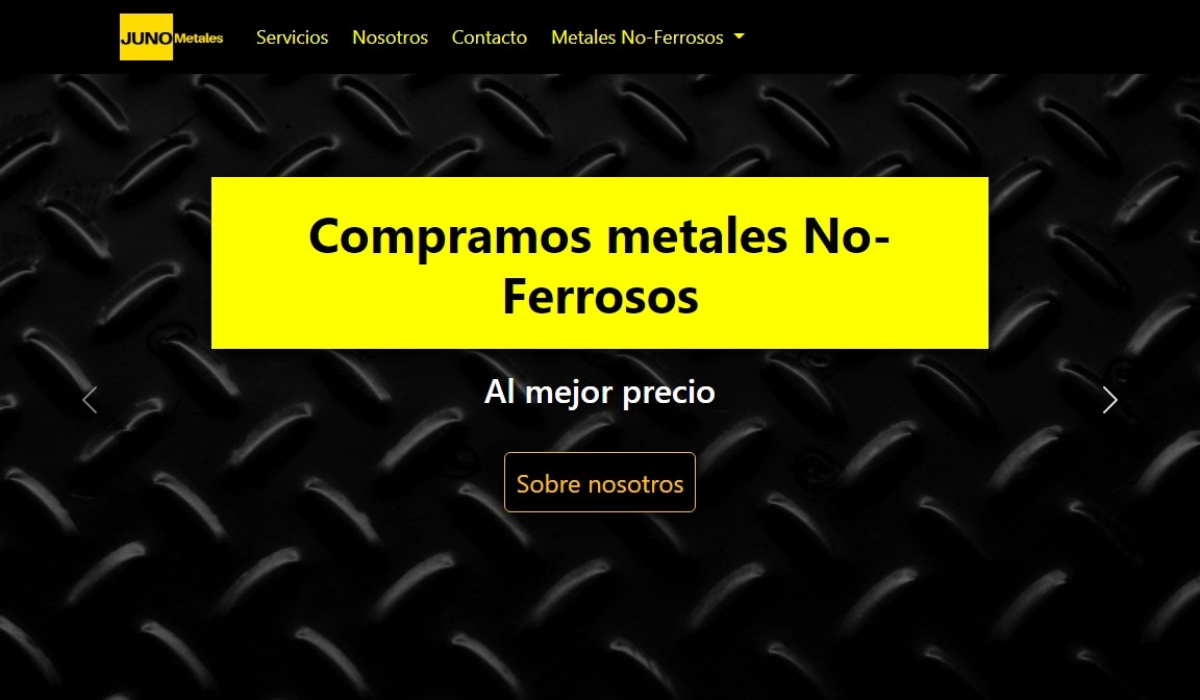 JUNO Metales Servicios Nosotros Contacto Metales No-Ferrosos
Compramos metales No-
Ferrosos
Al mejor precio
Sobre nosotros